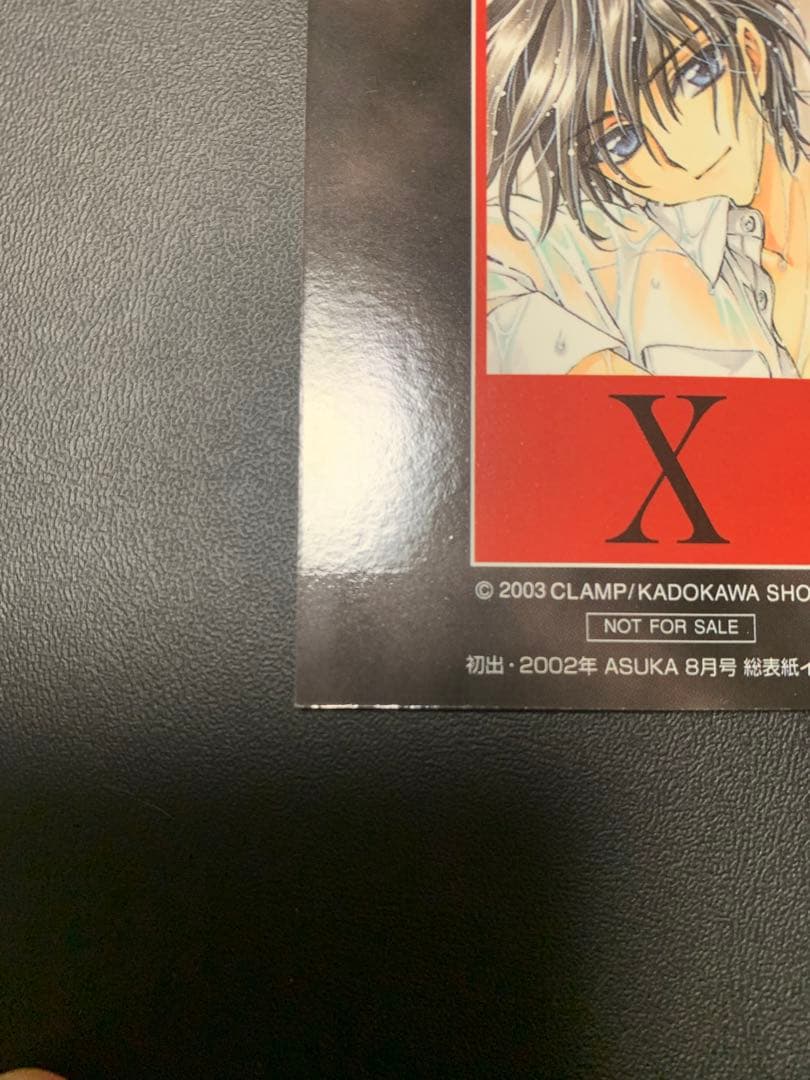 X
© 2003 CLAMP/KADOKAWA SHO
NOT FOR SALE
初出・2002年 ASUKA 8月号 総表紙イ